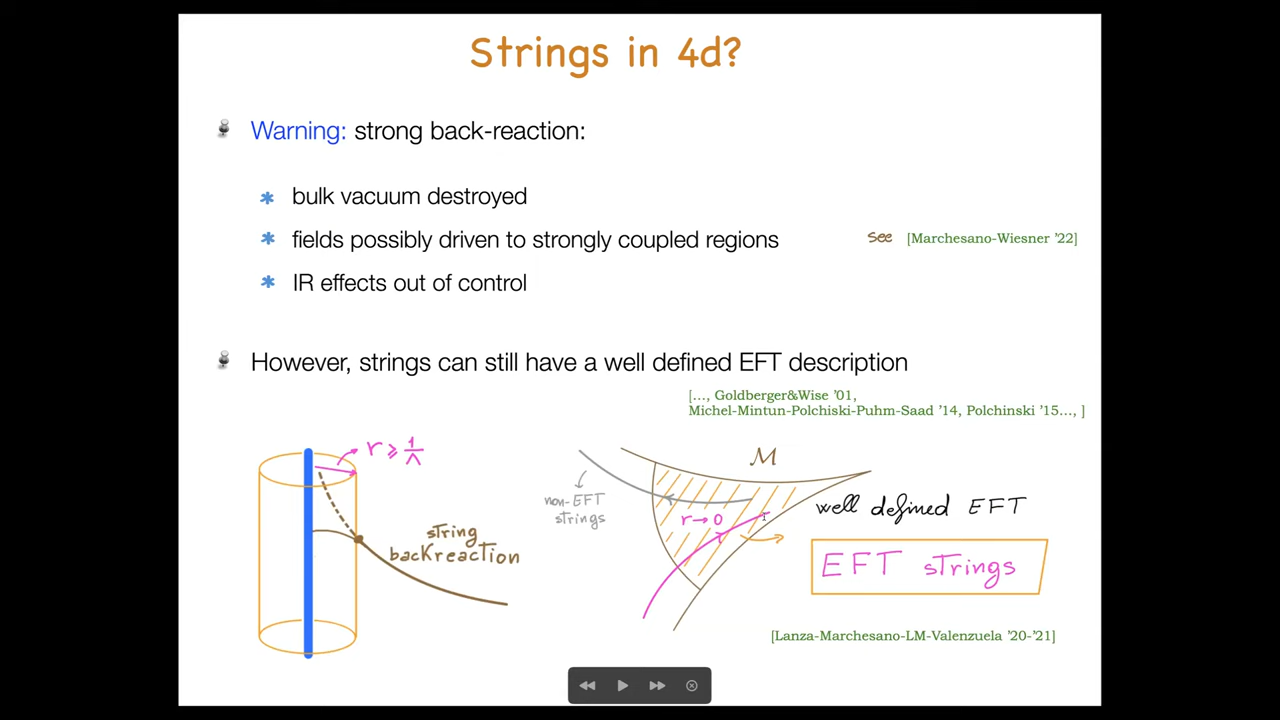 Strings in 4d?
Warning: strong back-reaction:
bulk vacuum destroyed
fields possibly driven to strongly coupled regions
see [Marchesano-Wiesner '22]
IR effects out of control
However, strings can still have a well defined EFT description
[..., Goldberger&Wise '01,
Michel-Mintun-Polchiski-Puhm-Saad '14, Polchinski '15..., ]
r ⩾ 1/Λ
string
backreaction
M
non-EFT
strings
r→0
well defined EFT
EFT strings
[Lanza-Marchesano-LM-Valenzuela '20-'21]